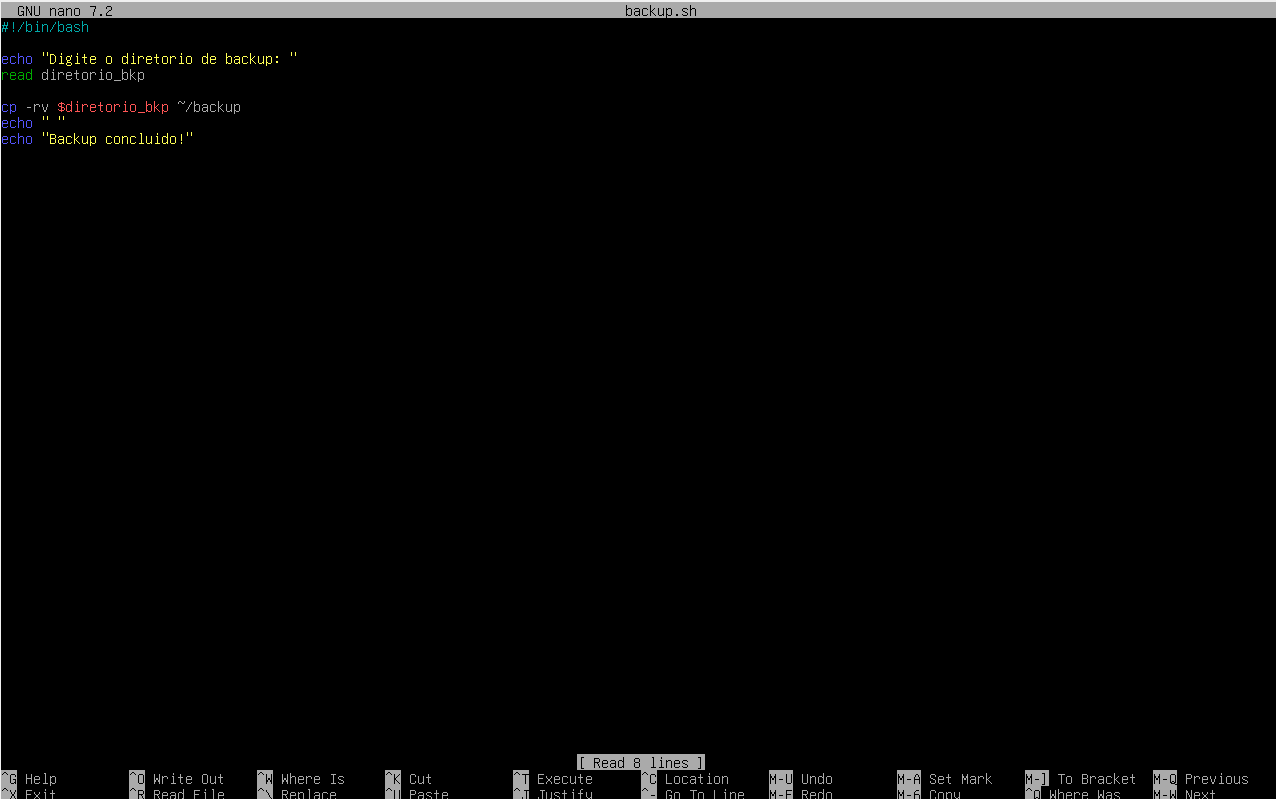 GNU nano 7.2 backup.sh
#!/bin/bash
echo "Digite o diretorio de backup: "
read diretorio_bkp
cp -rv $diretorio_bkp ~/backup
echo " "
echo "Backup concluido!"
[ Read 8 lines ]
^G Help ^O Write Out ^W Where Is ^K Cut ^T Execute ^C Location M-U Undo M-A Set Mark M-] To Bracket M-Q Previous
^X Exit ^R Read File ^\ Replace ^U Paste ^J Justify ^- Go To Line M-E Redo M-6 Copy ^Q Where Was M-W Next